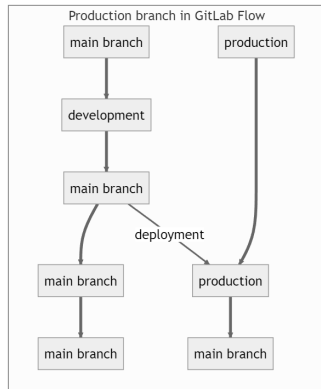 Production branch in GitLab Flow
main branch
production
development
main branch
deployment
main branch
production
main branch
main branch